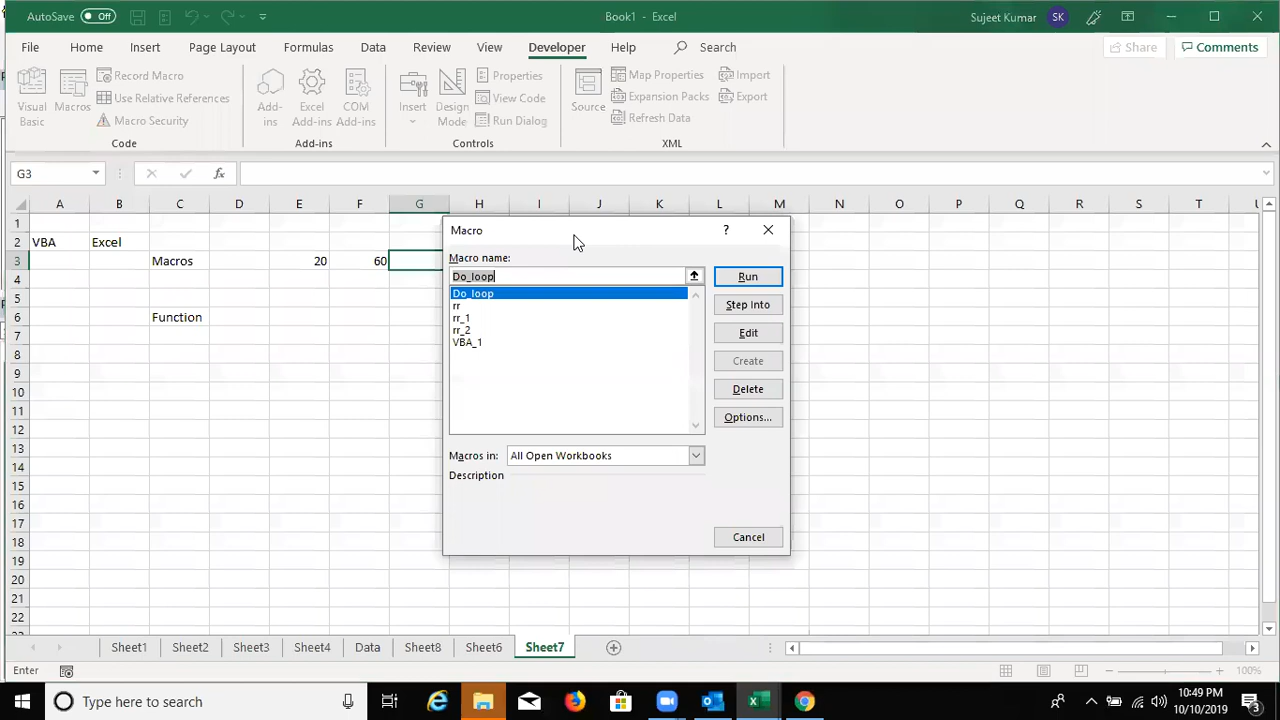 AutoSave Off
Book1 - Excel
Sujeet Kumar SK
File Home Insert Page Layout Formulas Data Review View Developer Help Search Share Comments
Visual Basic
Macros
Record Macro
Use Relative References
Macro Security
Code
Add-ins
Excel Add-ins
COM Add-ins
Add-ins
Insert
Design Mode
Properties
View Code
Run Dialog
Controls
Source
Map Properties
Expansion Packs
Refresh Data
Import
Export
XML
G3 fx
A B C D E F G H I J K L M N O P Q R S T U
1
2 VBA Excel
3 Macros 20 60
4
5
6 Function
7
8
9
10
11
12
13
14
15
16
17
18
19
20
21
22
23
Macro ?
Macro name:
Do_loop
Do_loop
rr
rr_1
rr_2
VBA_1
Run
Step Into
Edit
Create
Delete
Options...
Macros in: All Open Workbooks
Description
Cancel
Sheet1 Sheet2 Sheet3 Sheet4 Data Sheet8 Sheet6 Sheet7
Enter 100%
Type here to search
10:49 PM
10/10/2019
3